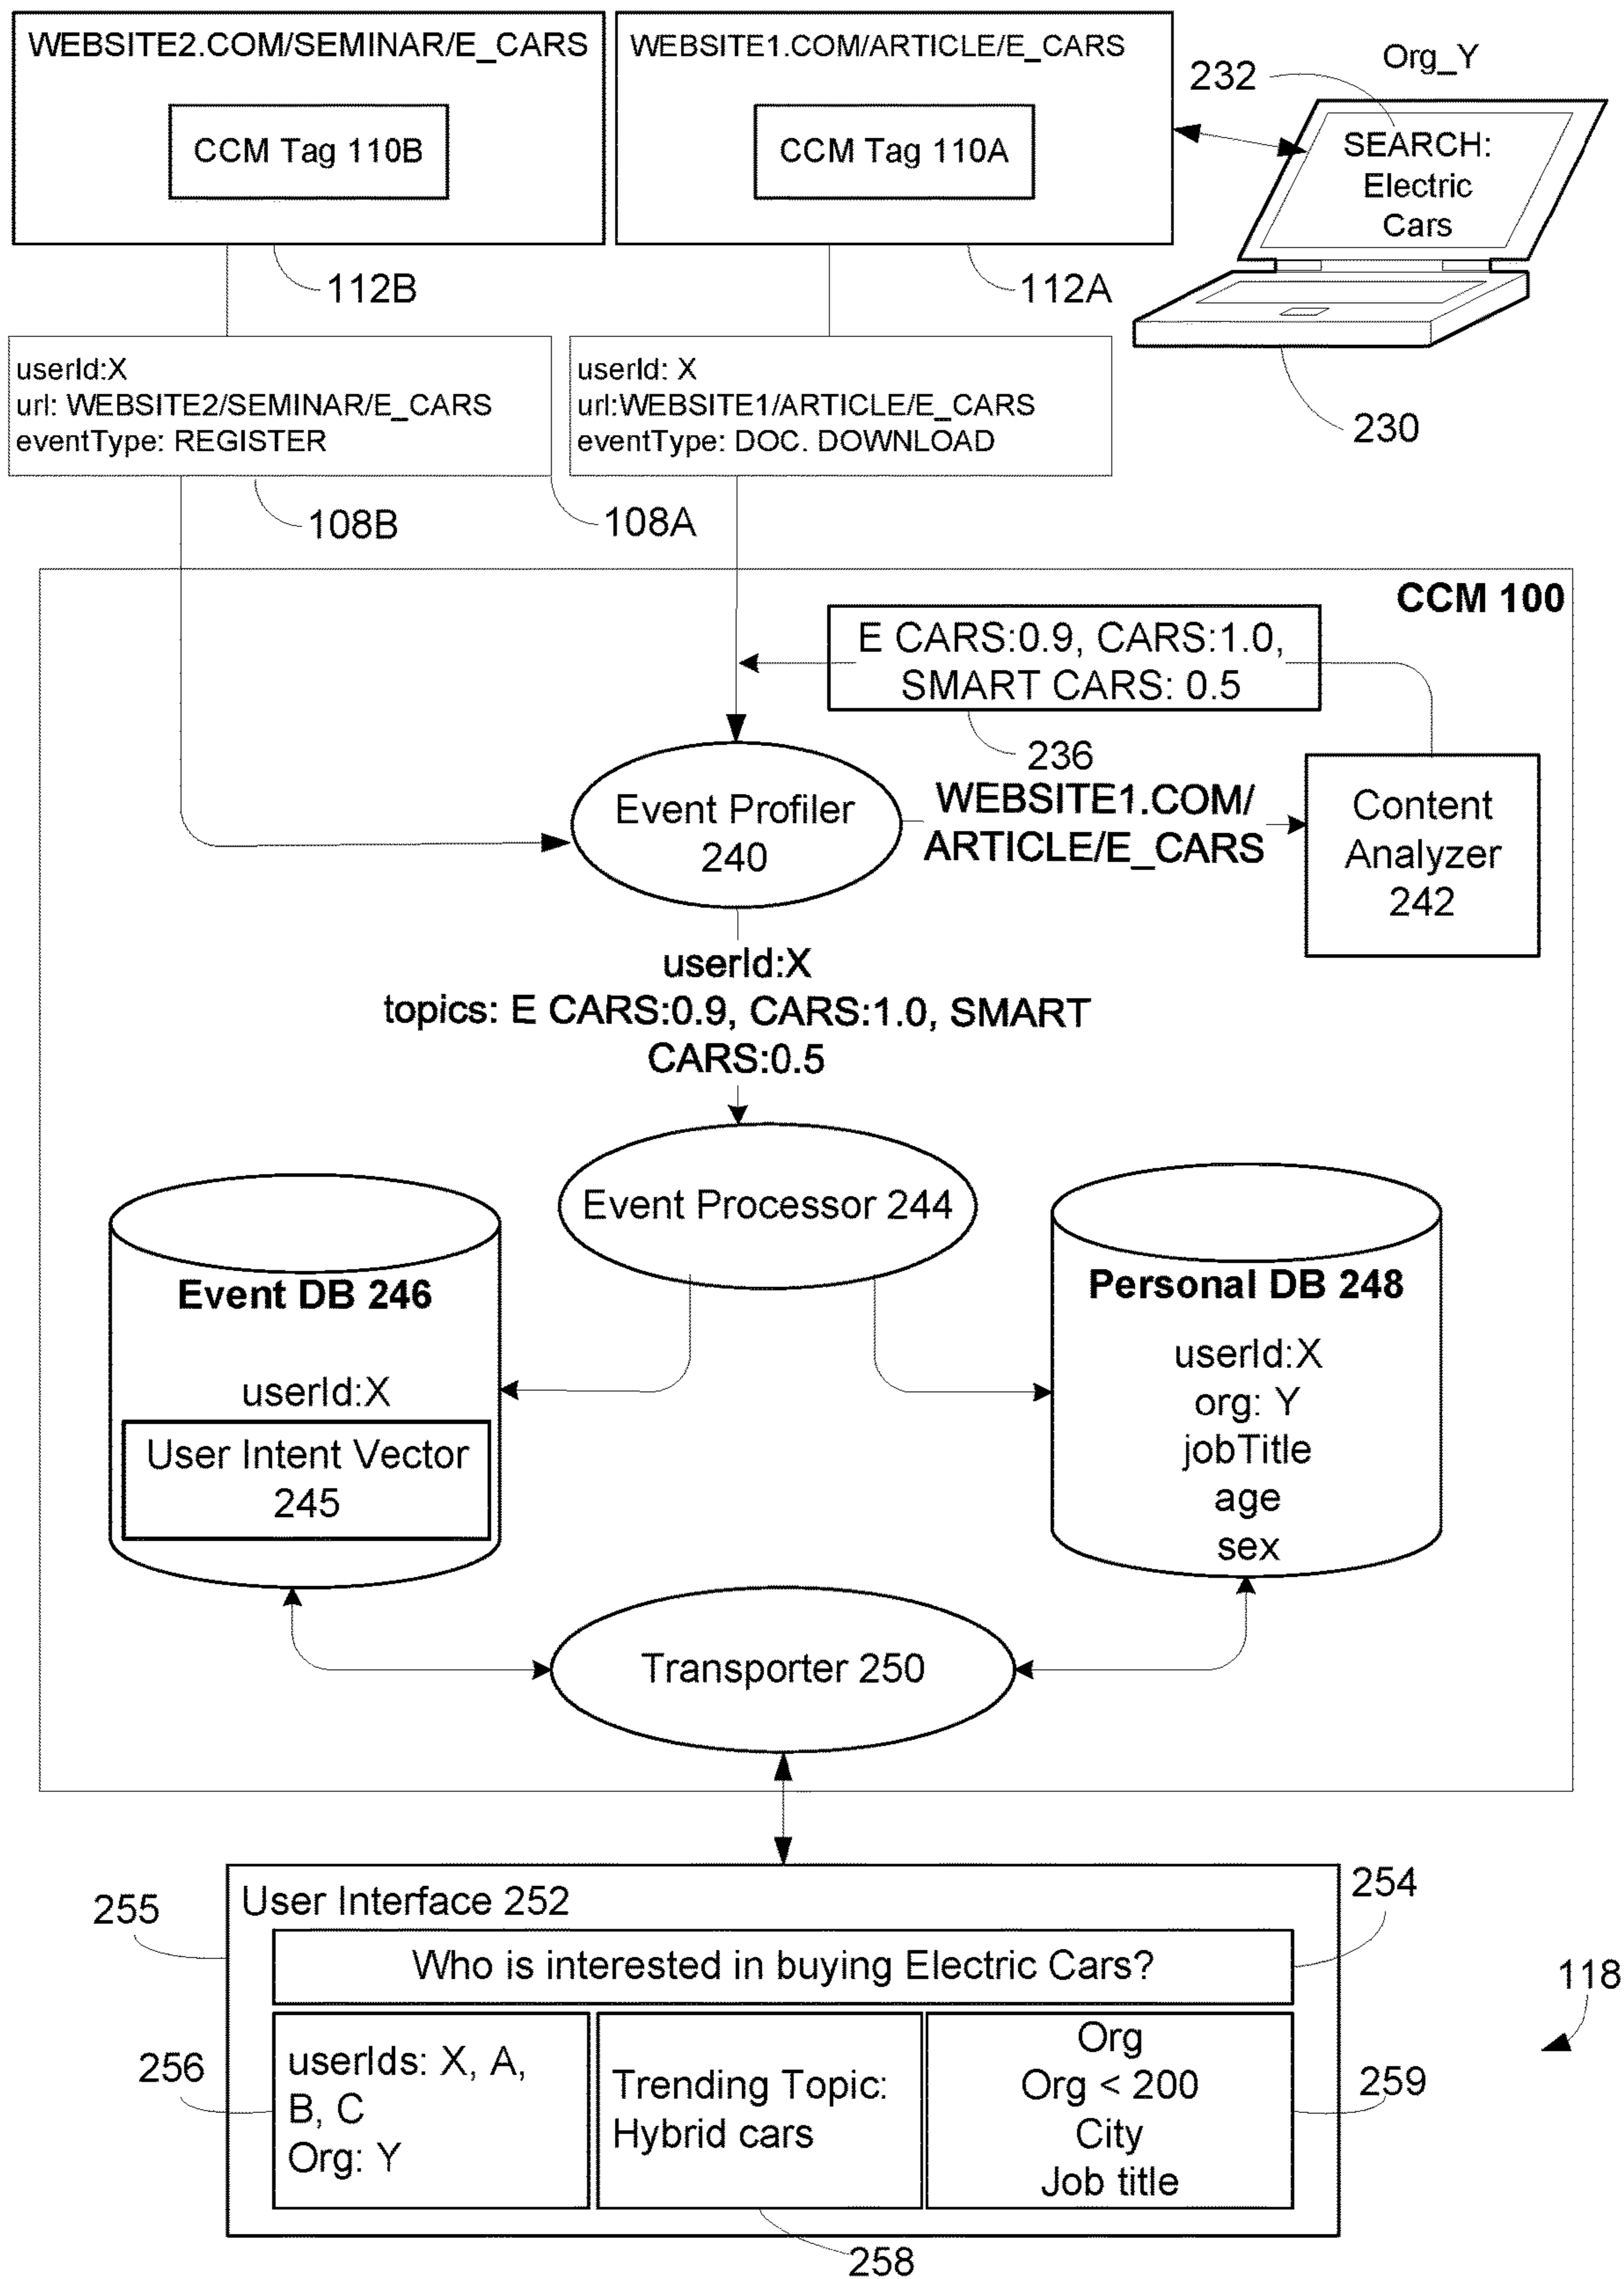 WEBSITE2.COM/SEMINAR/E_CARS
CCM Tag 110B
112B
WEBSITE1.COM/ARTICLE/E_CARS
CCM Tag 110A
112A
Org_Y
232
SEARCH:
Electric
Cars
230
userId:X
url: WEBSITE2/SEMINAR/E_CARS
eventType: REGISTER
108B
userId: X
url:WEBSITE1/ARTICLE/E_CARS
eventType: DOC. DOWNLOAD
108A
CCM 100
E CARS:0.9, CARS:1.0,
SMART CARS: 0.5
236
Event Profiler
240
WEBSITE1.COM/
ARTICLE/E_CARS
Content
Analyzer
242
userId:X
topics: E CARS:0.9, CARS:1.0, SMART
CARS:0.5
Event Processor 244
Event DB 246
userId:X
User Intent Vector
245
Personal DB 248
userId:X
org: Y
jobTitle
age
sex
Transporter 250
User Interface 252
255
254
Who is interested in buying Electric Cars?
118
256
userIds: X, A,
B, C
Org: Y
Trending Topic:
Hybrid cars
258
Org
Org < 200
City
Job title
259